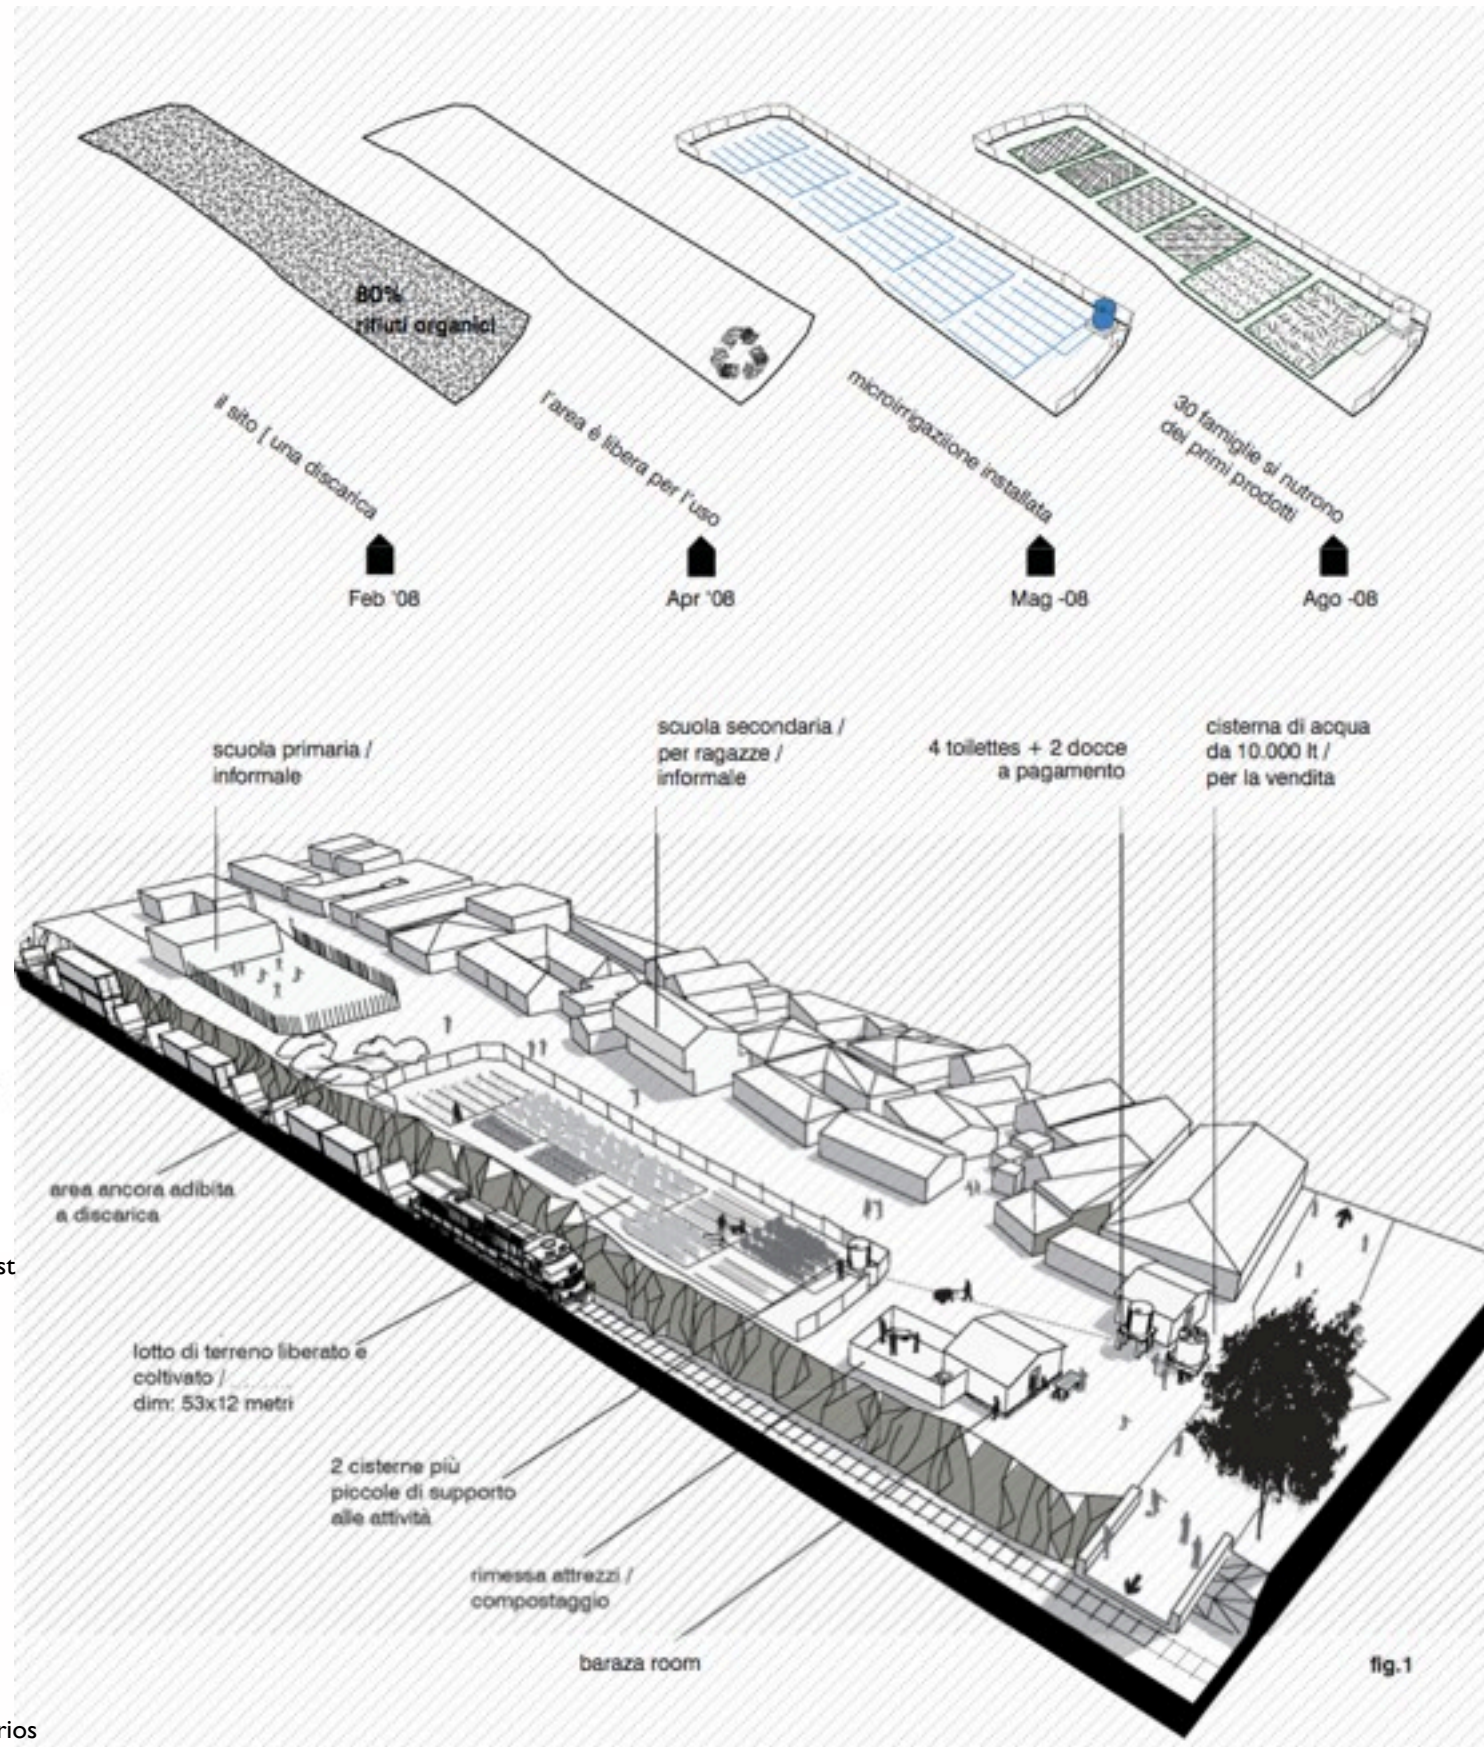 80%
rifiuti organici
il sito [ una discarica
l'area è libera per l'uso
microirrigaziione installata
30 famiglie si nutrono
dei primi prodotti
Feb '08
Apr '08
Mag -08
Ago -08
scuola primaria /
informale
scuola secondaria /
per ragazze /
informale
4 toilettes + 2 docce
a pagamento
cisterna di acqua
da 10.000 lt /
per la vendita
area ancora adibita
a discarica
st
lotto di terreno liberato e
coltivato /
dim: 53x12 metri
2 cisterne più
piccole di supporto
alle attività
rimessa attrezzi /
compostaggio
baraza room
fig.1
rios